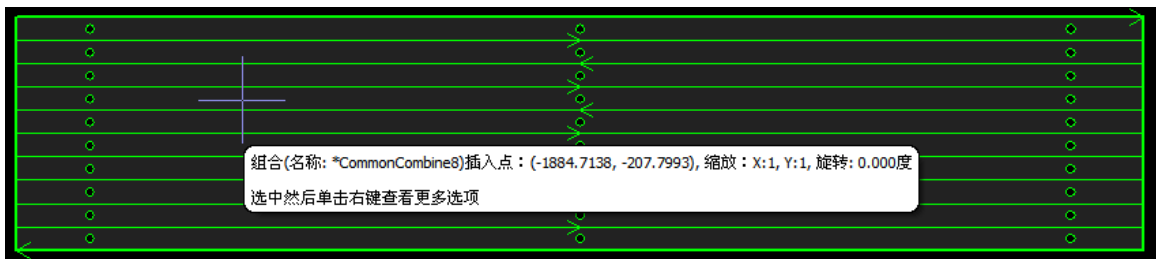 组合(名称: *CommonCombine8)插入点：(-1884.7138, -207.7993), 缩放：X:1, Y:1, 旋转: 0.000度
选中然后单击右键查看更多选项